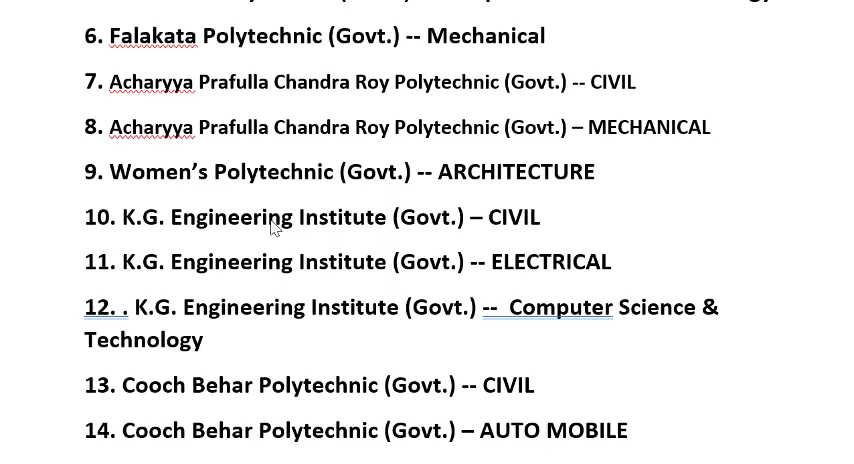 6. Falakata Polytechnic (Govt.) -- Mechanical
7. Acharyya Prafulla Chandra Roy Polytechnic (Govt.) -- CIVIL
8. Acharyya Prafulla Chandra Roy Polytechnic (Govt.) – MECHANICAL
9. Women’s Polytechnic (Govt.) -- ARCHITECTURE
10. K.G. Engineering Institute (Govt.) – CIVIL
11. K.G. Engineering Institute (Govt.) -- ELECTRICAL
12. . K.G. Engineering Institute (Govt.) --  Computer Science &
Technology
13. Cooch Behar Polytechnic (Govt.) -- CIVIL
14. Cooch Behar Polytechnic (Govt.) – AUTO MOBILE